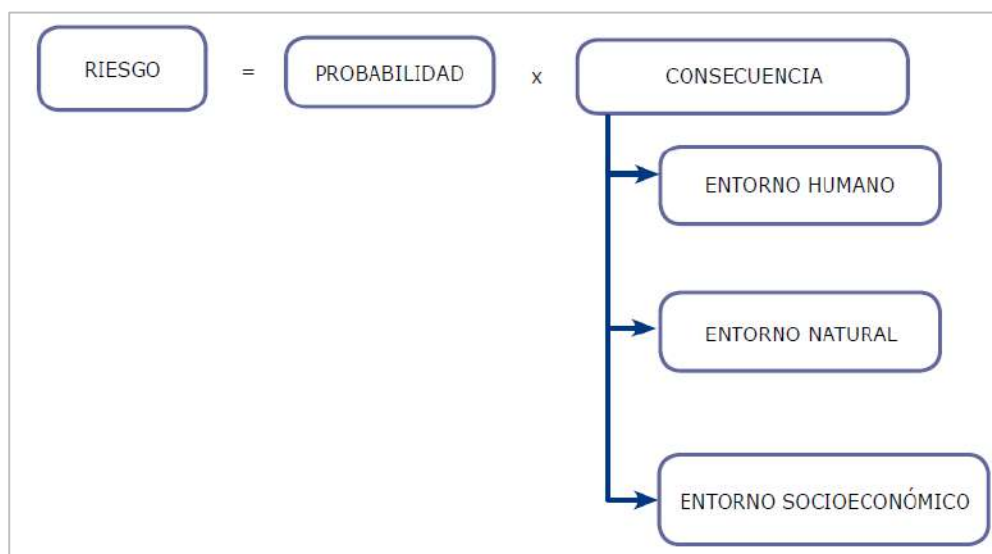 RIESGO = PROBABILIDAD x CONSECUENCIA
ENTORNO HUMANO
ENTORNO NATURAL
ENTORNO SOCIOECONÓMICO